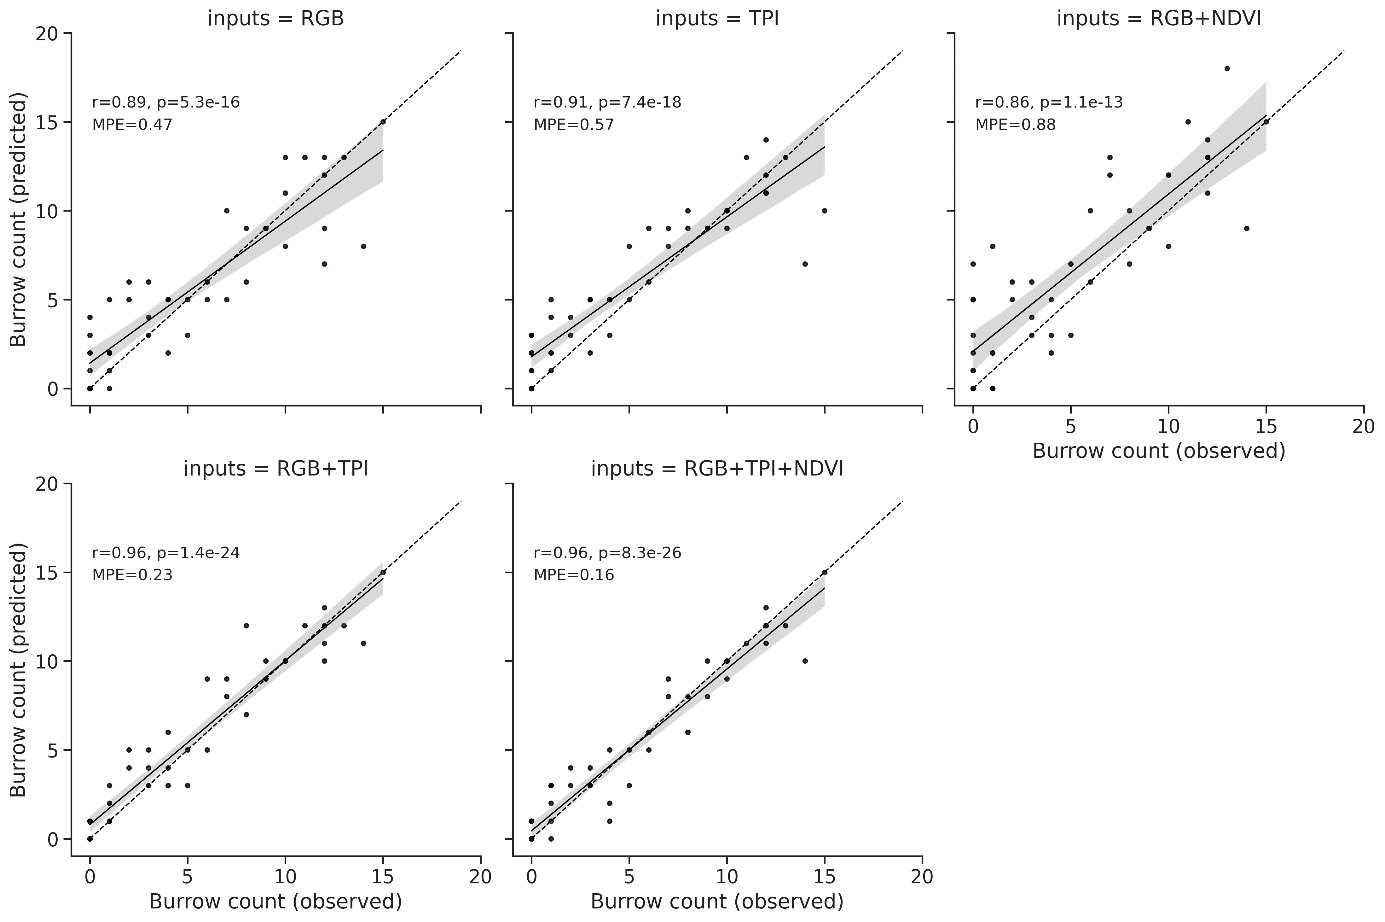 inputs = RGB
inputs = TPI
inputs = RGB+NDVI
20
15
10
5
0
Burrow count (predicted)
r=0.89, p=5.3e-16
MPE=0.47
r=0.91, p=7.4e-18
MPE=0.57
r=0.86, p=1.1e-13
MPE=0.88
0 5 10 15 20
Burrow count (observed)
inputs = RGB+TPI
inputs = RGB+TPI+NDVI
20
15
10
5
0
Burrow count (predicted)
r=0.96, p=1.4e-24
MPE=0.23
r=0.96, p=8.3e-26
MPE=0.16
0 5 10 15 20
Burrow count (observed)
0 5 10 15 20
Burrow count (observed)